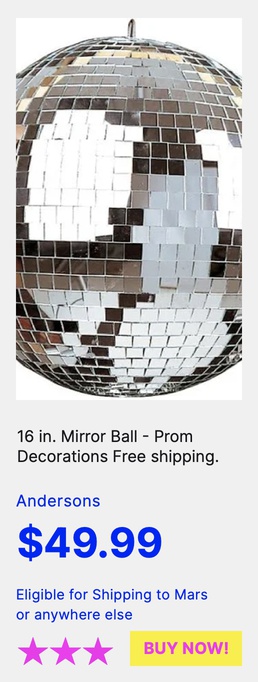 16 in. Mirror Ball - Prom
Decorations Free shipping.
Andersons
$49.99
Eligible for Shipping to Mars
or anywhere else
BUY NOW!